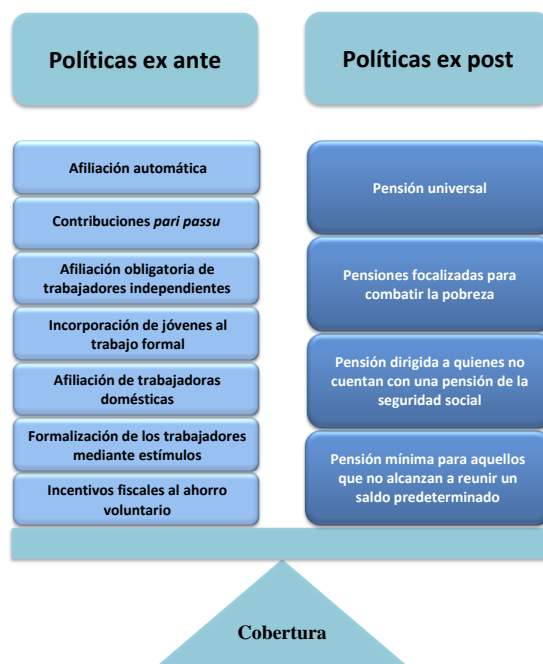 Políticas ex ante
Políticas ex post
Afiliación automática
Contribuciones pari passu
Afiliación obligatoria de
trabajadores independientes
Incorporación de jóvenes al
trabajo formal
Afiliación de trabajadoras
domésticas
Formalización de los trabajadores
mediante estímulos
Incentivos fiscales al ahorro
voluntario
Pensión universal
Pensiones focalizadas para
combatir la pobreza
Pensión dirigida a quienes no
cuentan con una pensión de la
seguridad social
Pensión mínima para aquellos
que no alcanzan a reunir un
saldo predeterminado
Cobertura